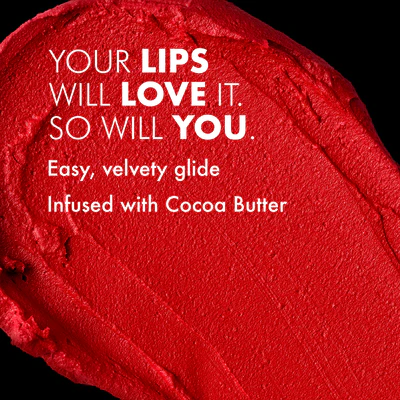 YOUR LIPS
WILL LOVE IT.
SO WILL YOU.
Easy, velvety glide
Infused with Cocoa Butter